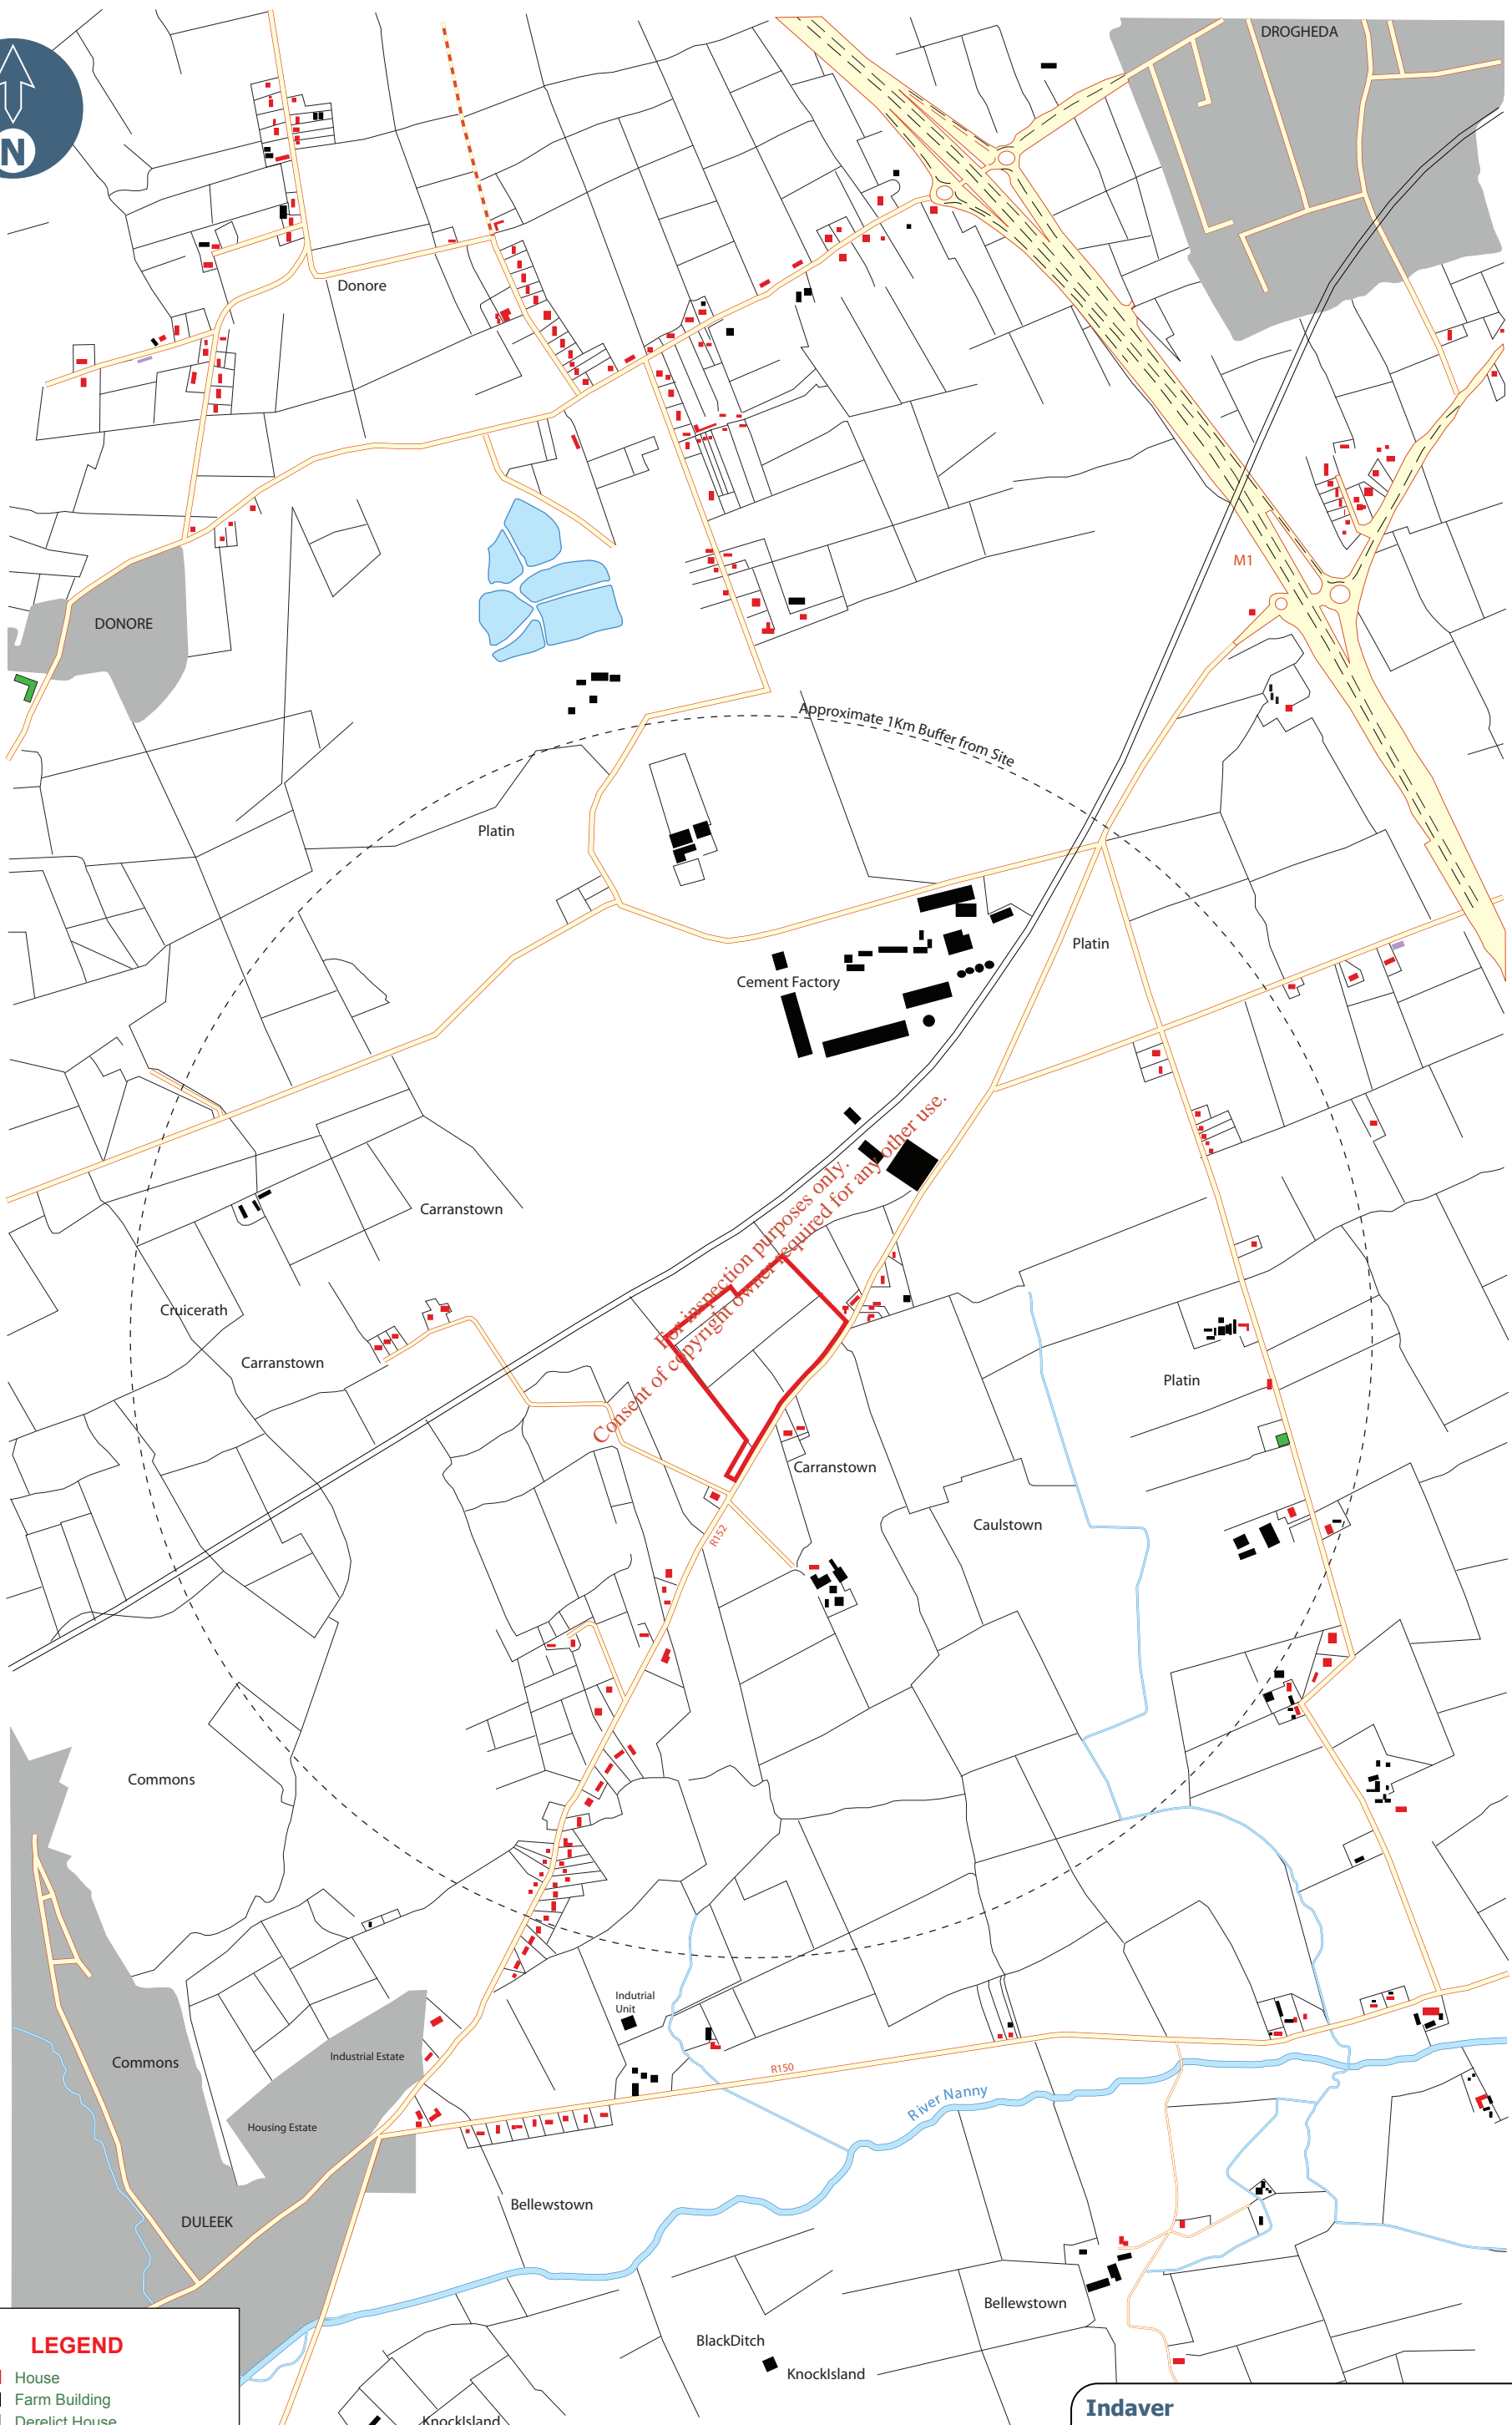 DROGHEDA
N
Donore
M1
DONORE
Approximate 1Km Buffer from Site
Platin
Platin
Cement Factory
For inspection purposes only.
Consent of copyright owner required for any other use.
Carranstown
Cruicerath
Carranstown
Platin
Carranstown
Caulstown
R152
Commons
Indutrial
Unit
Industrial Estate
Commons
R150
River Nanny
Housing Estate
Bellewstown
DULEEK
Bellewstown
BlackDitch
KnockIsland
KnockIsland
LEGEND
House
Farm Building
Derelict House
Indaver